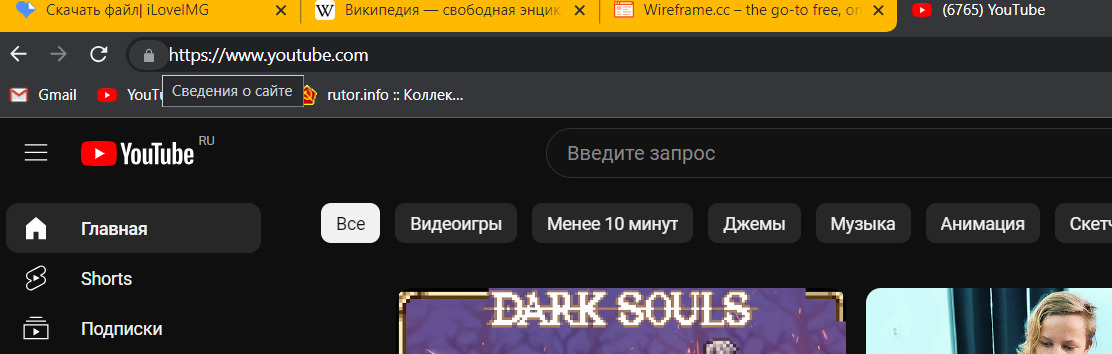 Скачать файл| iLoveIMG
Википедия — свободная энцик
Wireframe.cc – the go-to free, on
(6765) YouTube
https://www.youtube.com
Gmail
YouTu
Сведения о сайте
rutor.info :: Коллек...
YouTube RU
Введите запрос
Главная
Все
Видеоигры
Менее 10 минут
Джемы
Музыка
Анимация
Скетч
Shorts
Подписки
DARK SOULS